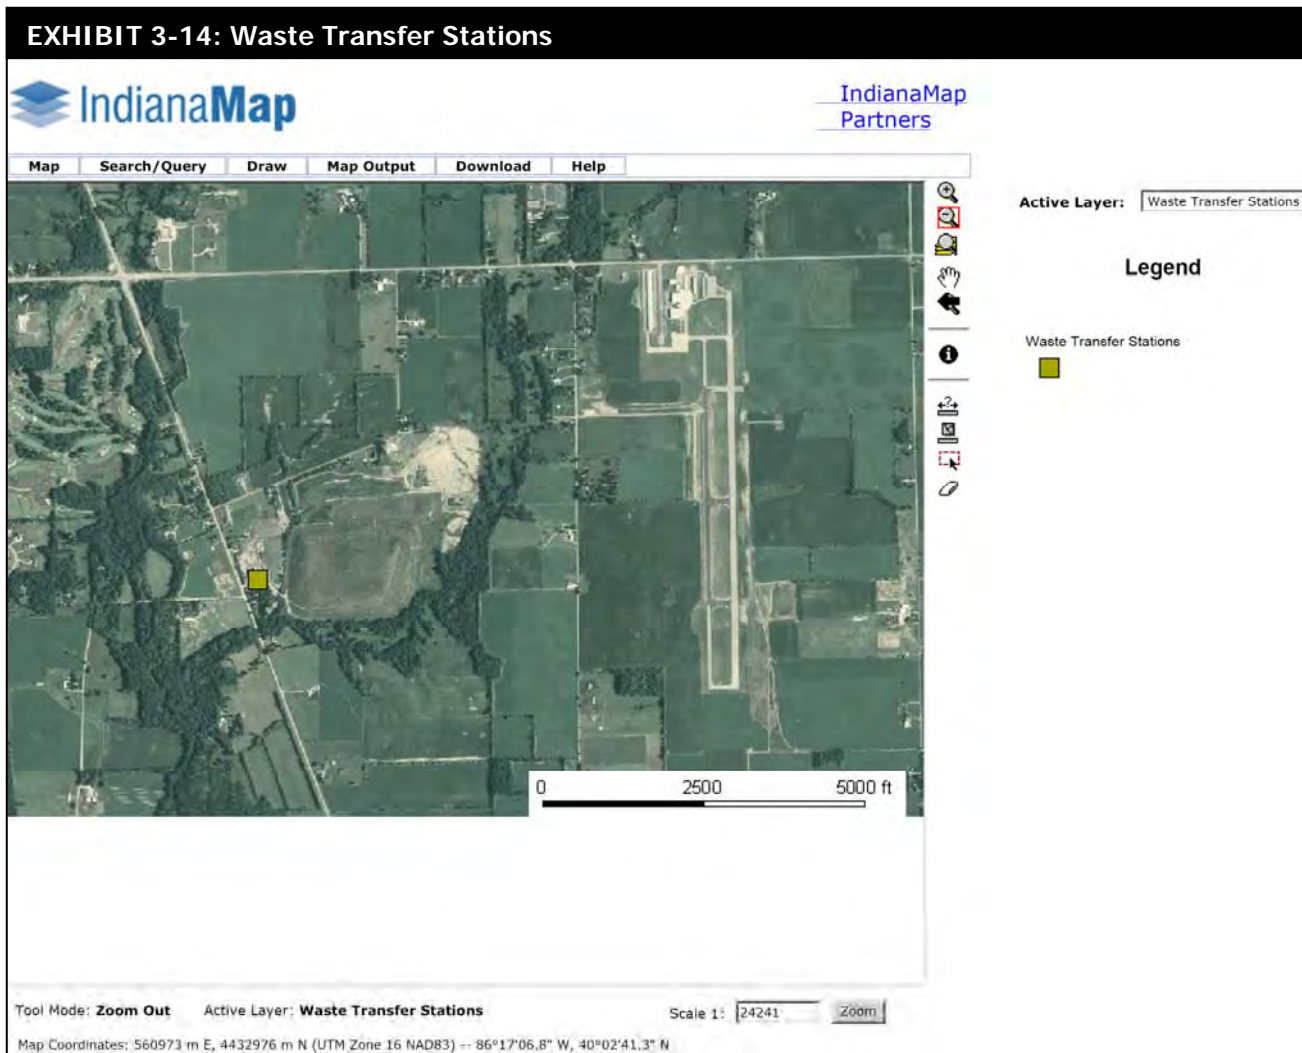 EXHIBIT 3-14: Waste Transfer Stations
IndianaMap
IndianaMap
Partners
Map Search/Query Draw Map Output Download Help
Active Layer: Waste Transfer Stations
Legend
Waste Transfer Stations
0 2500 5000 ft
Tool Mode: Zoom Out Active Layer: Waste Transfer Stations Scale 1: 24241 Zoom
Map Coordinates: 560973 m E, 4432976 m N (UTM Zone 16 NAD83) -- 86°17'06.8" W, 40°02'41.3" N